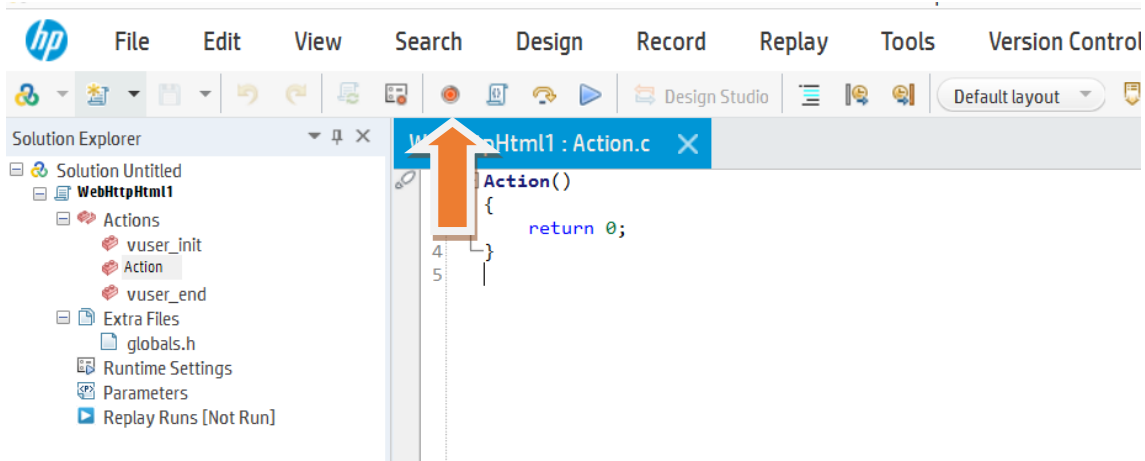 hp File Edit View Search Design Record Replay Tools Version Control
Design Studio Default layout
Solution Explorer
Solution Untitled
WebHttpHtml1
Actions
vuser_init
Action
vuser_end
Extra Files
globals.h
Runtime Settings
Parameters
Replay Runs [Not Run]
Html1 : Action.c
Action()
{
return 0;
4 }
5